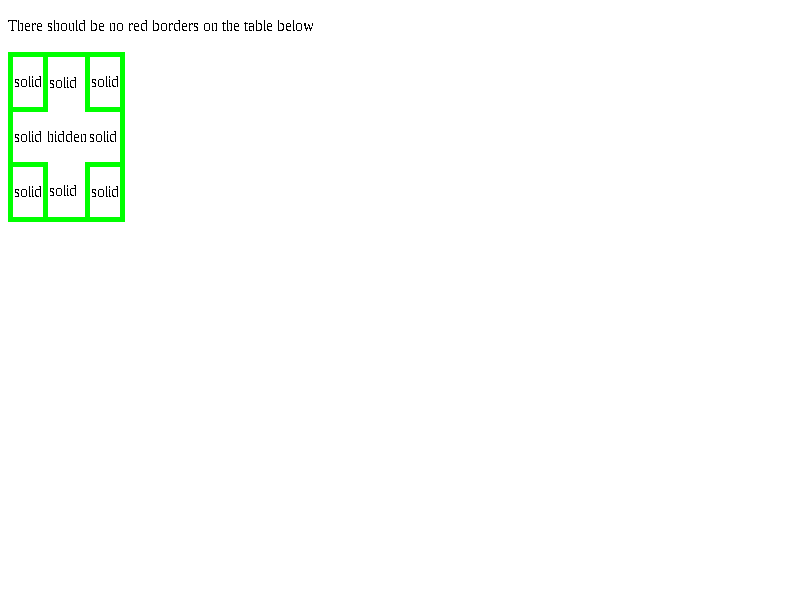 There should be no red borders on the table below
solid solid solid
solid hidden solid
solid solid solid